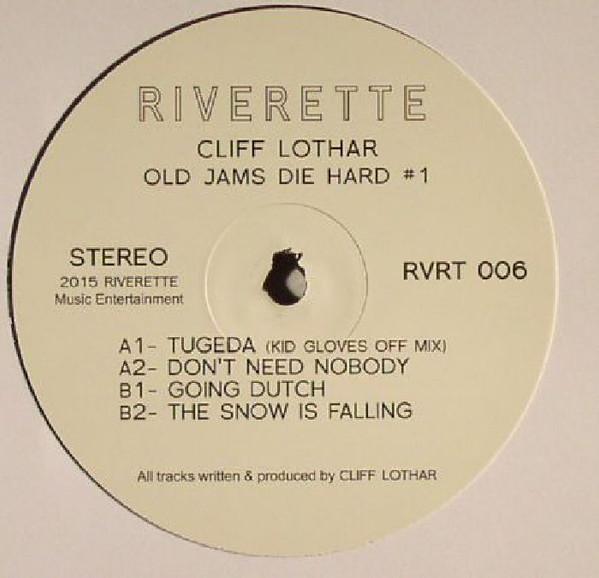 RIVERETTE
CLIFF LOTHAR
OLD JAMS DIE HARD #1
STEREO
2015 RIVERETTE
Music Entertainment
RVRT 006
A1- TUGEDA (KID GLOVES OFF MIX)
A2- DON'T NEED NOBODY
B1- GOING DUTCH
B2- THE SNOW IS FALLING
All tracks written & produced by CLIFF LOTHAR